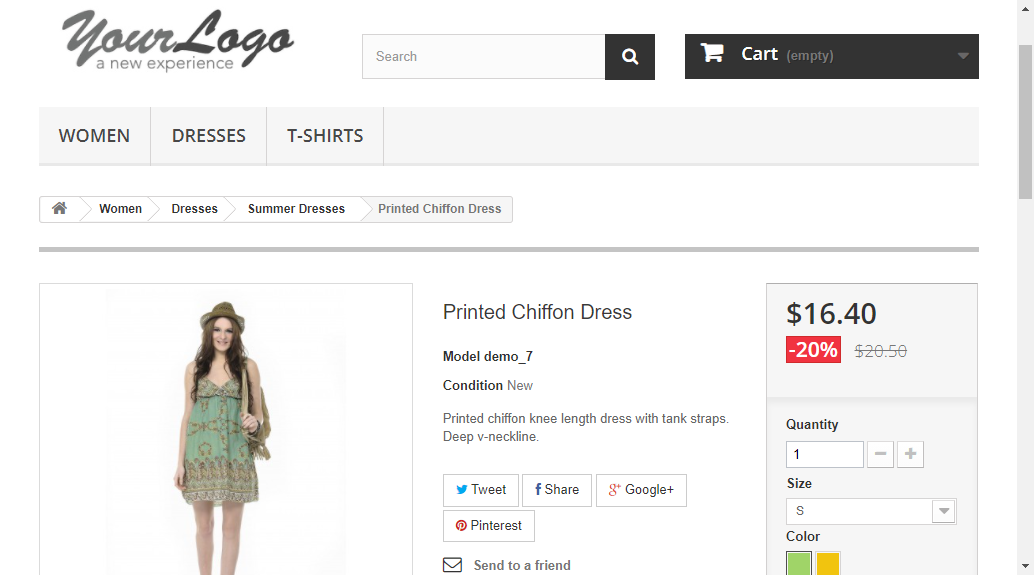 YourLogo
a new experience
Search
Cart (empty)
WOMEN
DRESSES
T-SHIRTS
Women
Dresses
Summer Dresses
Printed Chiffon Dress
Printed Chiffon Dress
Model demo_7
Condition New
Printed chiffon knee length dress with tank straps.
Deep v-neckline.
Tweet
Share
Google+
Pinterest
Send to a friend
$16.40
-20% $20.50
Quantity
1
Size
S
Color